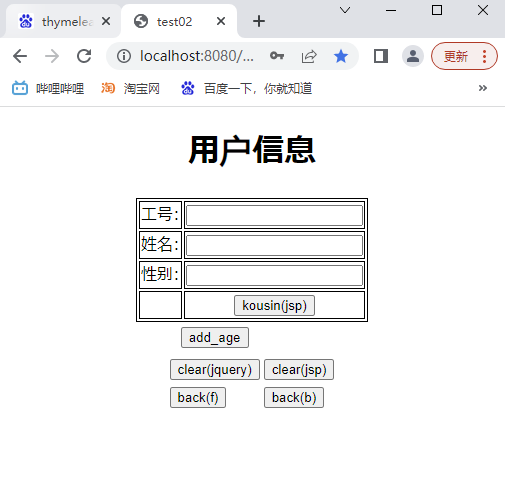 thymelea
test02
localhost:8080/...
更新
哔哩哔哩
淘 淘宝网
百度一下，你就知道
用户信息
工号：
姓名：
性别：
kousin(jsp)
add_age
clear(jquery) clear(jsp)
back(f) back(b)